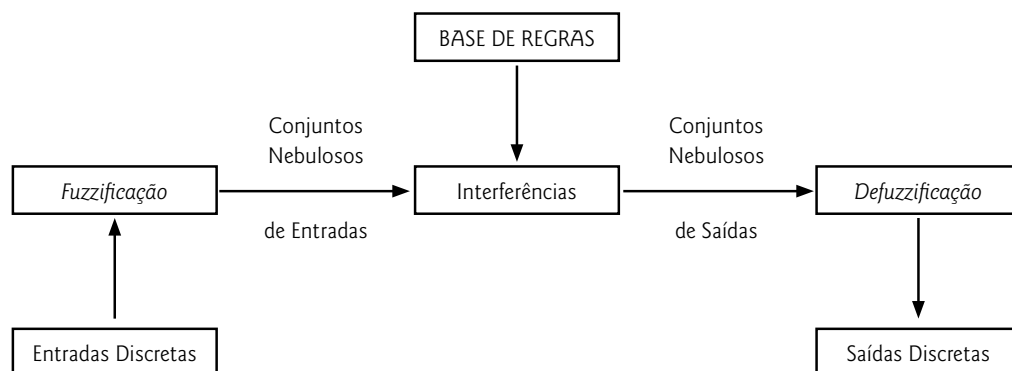 BASE DE REGRAS
Conjuntos
Nebulosos
Conjuntos
Nebulosos
Fuzzificação
Interferências
Defuzzificação
de Entradas
de Saídas
Entradas Discretas
Saídas Discretas